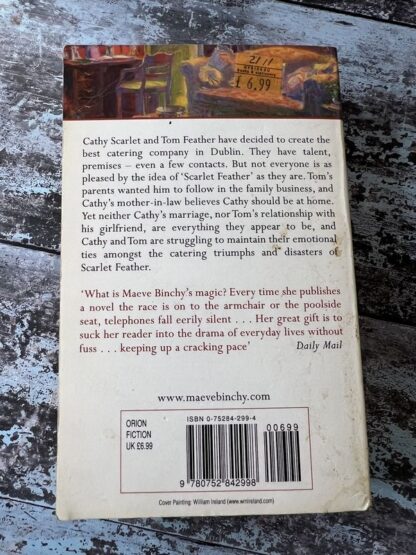 21/1
£ 6.99
Cathy Scarlet and Tom Feather have decided to create the
best catering company in Dublin. They have talent,
premises – even a few contacts. But not everyone is as
pleased by the idea of ‘Scarlet Feather’ as they are. Tom’s
parents wanted him to follow in the family business, and
Cathy’s mother-in-law believes Cathy should be at home.
Yet neither Cathy’s marriage, nor Tom’s relationship with
his girlfriend, are everything they appear to be, and
Cathy and Tom are struggling to maintain their emotional
ties amongst the catering triumphs and disasters of
Scarlet Feather.
‘What is Maeve Binchy’s magic? Every time she publishes
a novel the race is on to the armchair or the poolside
seat, telephones fall eerily silent . . . Her great gift is to
suck her reader into the drama of everyday lives without
fuss . . . keeping up a cracking pace’ Daily Mail
www.maevebinchy.com
ISBN 0-75284-299-4
ORION
FICTION
UK £6.99
00699
9 780752 842998
Cover Painting: William Ireland (www.wmireland.com)